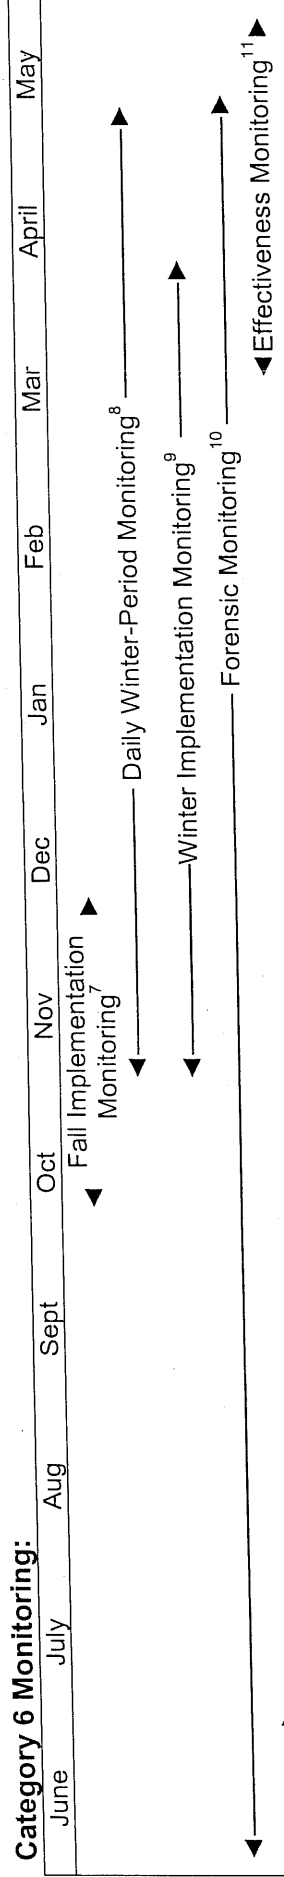 Category 6 Monitoring:
June July Aug Sept Oct Nov Dec Jan Feb Mar April May
Fall Implementation
Monitoring7
Daily Winter-Period Monitoring8
Winter Implementation Monitoring9
Forensic Monitoring10
Effectiveness Monitoring11